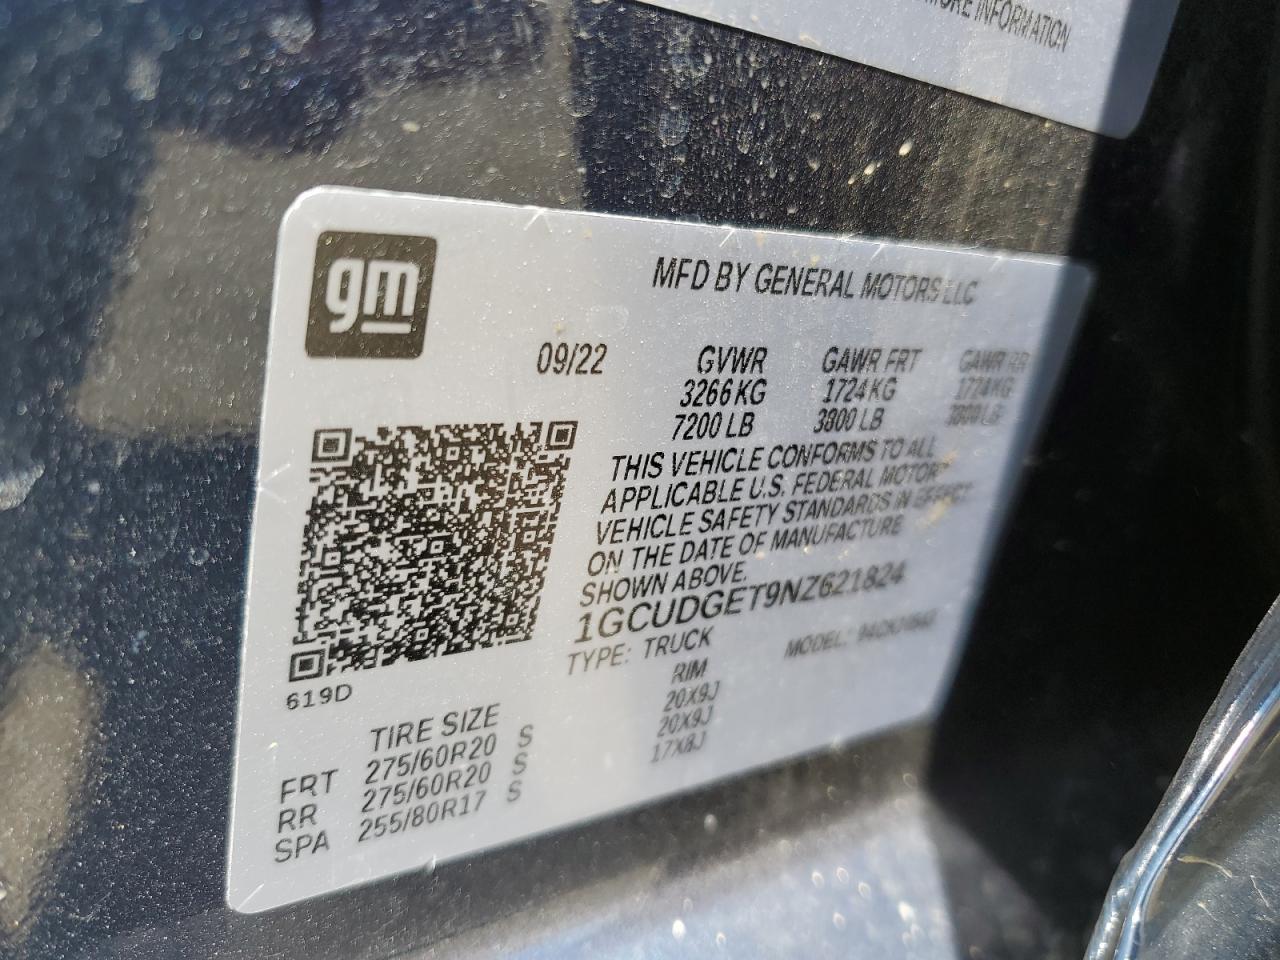 MORE INFORMATION
gm
MFD BY GENERAL MOTORS LLC
09/22
GVWR GAWR FRT GAWR RR
3266 KG 1724 KG 1724 KG
7200 LB 3800 LB 3800 LB
THIS VEHICLE CONFORMS TO ALL
APPLICABLE U.S. FEDERAL MOTOR
VEHICLE SAFETY STANDARDS IN EFFECT
ON THE DATE OF MANUFACTURE
SHOWN ABOVE.
1GCUDGET9NZ621824
TYPE: TRUCK MODEL:
619D
TIRE SIZE RIM
FRT 275/60R20 S 20X9J
RR 275/60R20 S 20X9J
SPA 255/80R17 S 17X8J